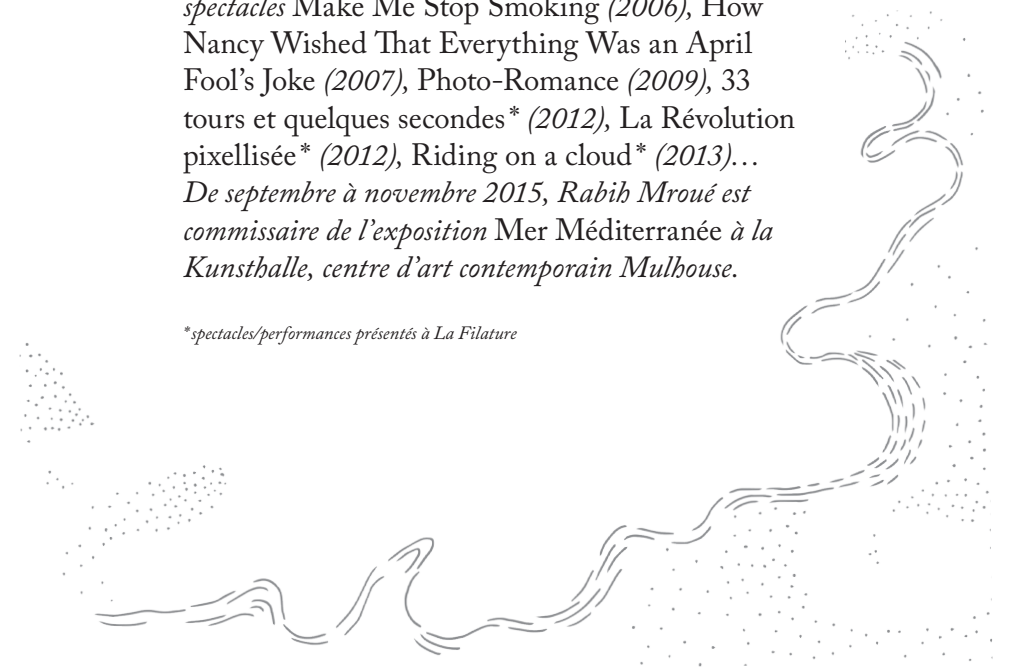 spectacles Make Me Stop Smoking (2006), How
Nancy Wished That Everything Was an April
Fool’s Joke (2007), Photo-Romance (2009), 33
tours et quelques secondes* (2012), La Révolution
pixellisée* (2012), Riding on a cloud* (2013)…
De septembre à novembre 2015, Rabih Mroué est
commissaire de l’exposition Mer Méditerranée à la
Kunsthalle, centre d’art contemporain Mulhouse.
*spectacles/performances présentés à La Filature